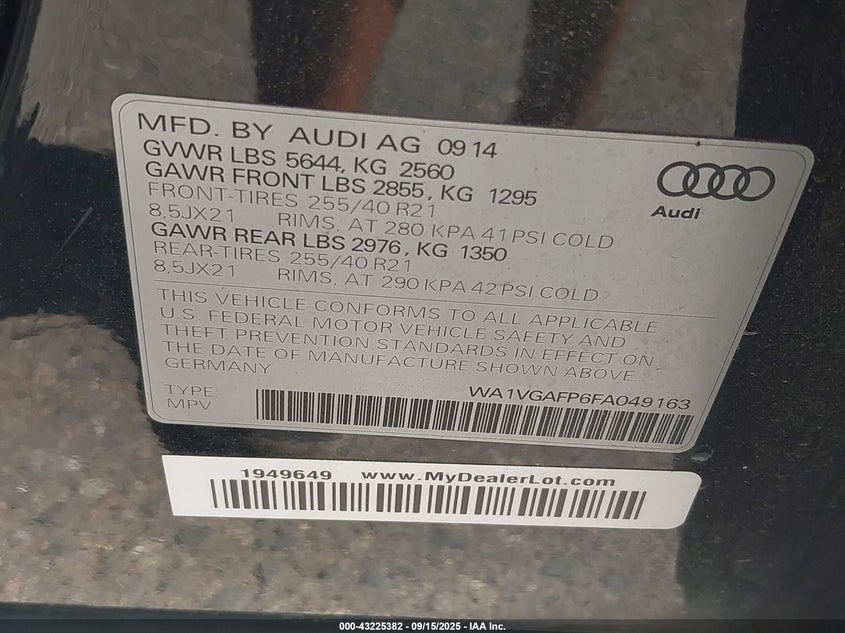 MFD. BY AUDI AG 0914
GVWR LBS 5644, KG 2560
GAWR FRONT LBS 2855, KG 1295
FRONT-TIRES 255/40 R21
8,5JX21 RIMS, AT 280 KPA 41PSI COLD
GAWR REAR LBS 2976, KG 1350
REAR-TIRES 255/40 R21
8,5JX21 RIMS, AT 290 KPA 42PSI COLD
Audi
THIS VEHICLE CONFORMS TO ALL APPLICABLE
U.S. FEDERAL MOTOR VEHICLE SAFETY AND
THEFT PREVENTION STANDARDS IN EFFECT ON
THE DATE OF MANUFACTURE SHOWN ABOVE.
GERMANY
WA1VGAFP6FA049163
TYPE:
MPV
1949649 www.MyDealerLot.com
000-43225382 - 09/15/2025 - IAA Inc.